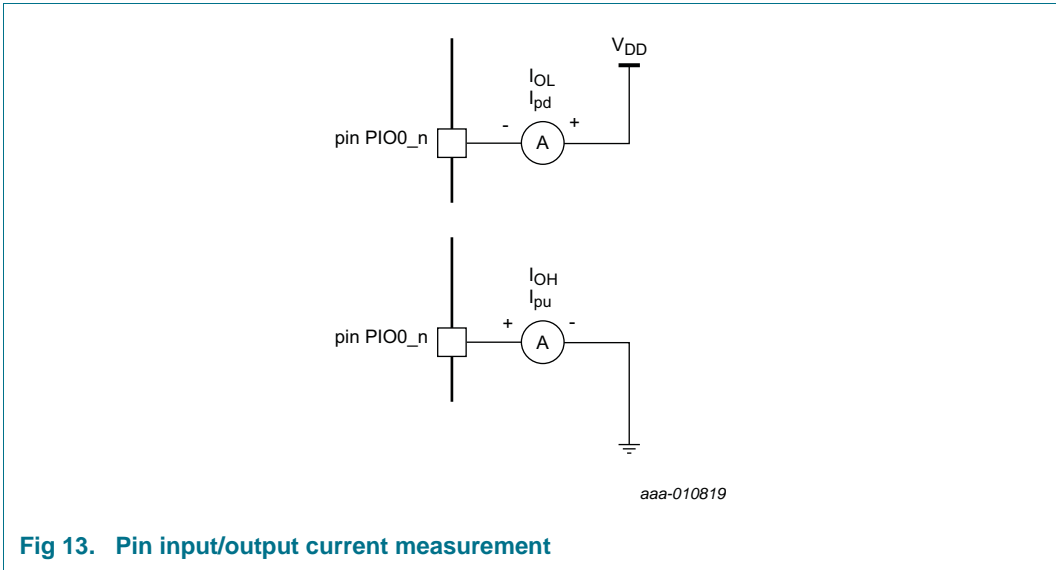 V_DD
I_OL
I_pd
- +
pin PIO0_n A
I_OH
I_pu
+ -
pin PIO0_n A
aaa-010819
Fig 13. Pin input/output current measurement